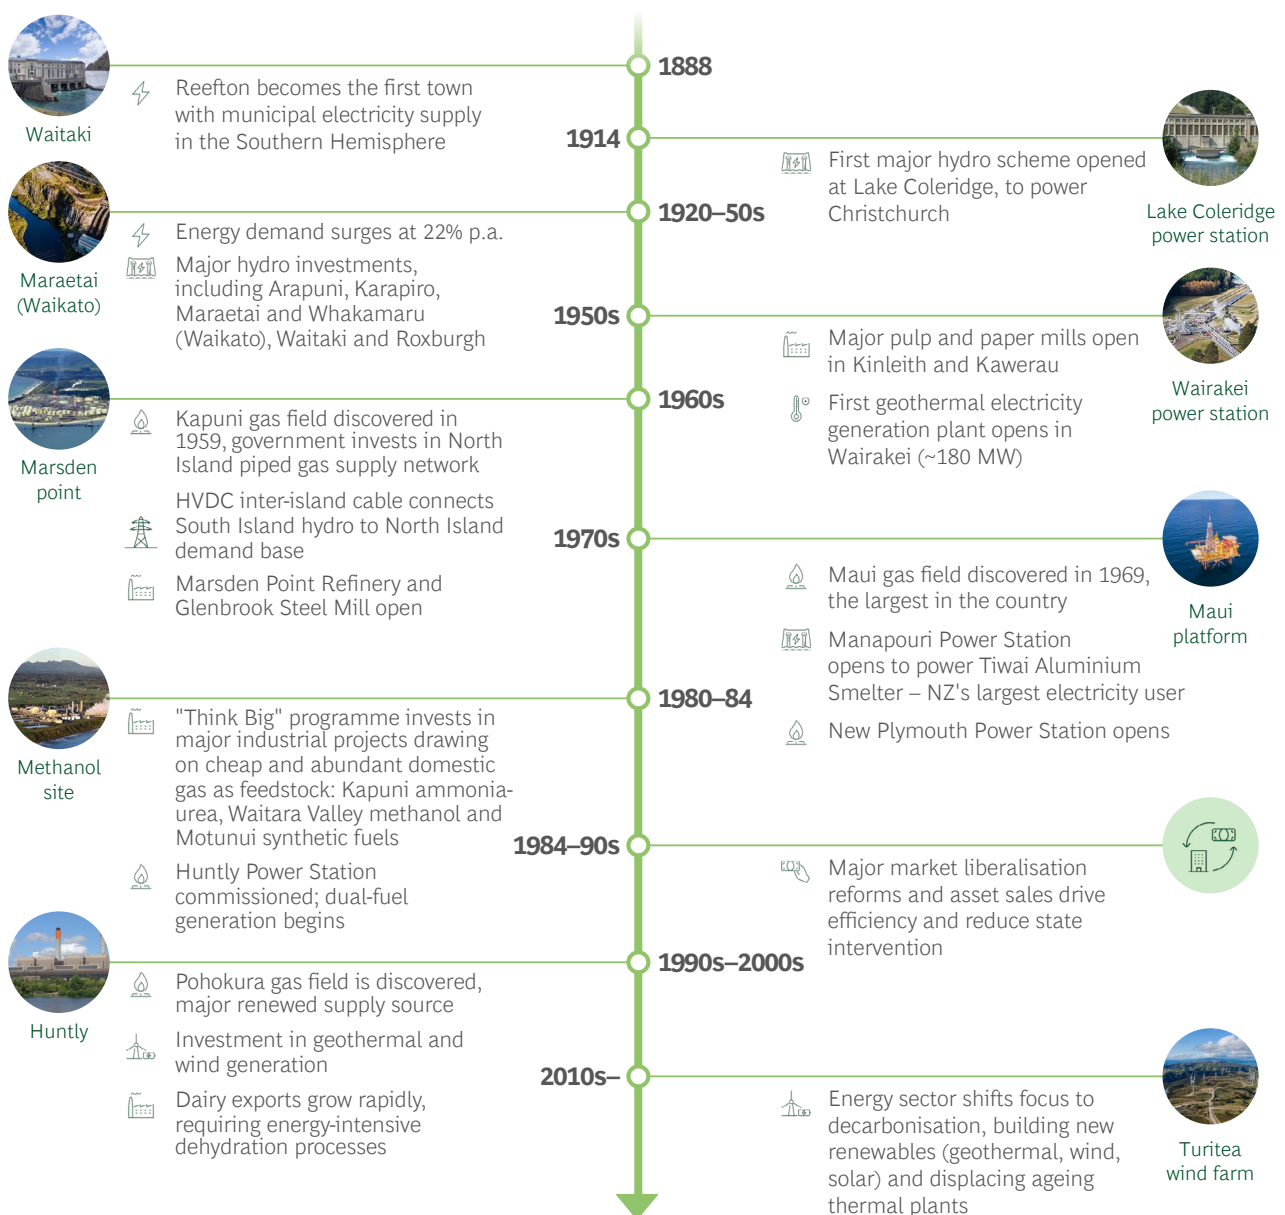 1888
Waitaki
Reefton becomes the first town
with municipal electricity supply
in the Southern Hemisphere
1914
First major hydro scheme opened
at Lake Coleridge, to power
Christchurch
Lake Coleridge
power station
1920–50s
Maraetai
(Waikato)
Energy demand surges at 22% p.a.
Major hydro investments,
including Arapuni, Karapiro,
Maraetai and Whakamaru
(Waikato), Waitaki and Roxburgh
1950s
Major pulp and paper mills open
in Kinleith and Kawerau
First geothermal electricity
generation plant opens in
Wairakei (~180 MW)
Wairakei
power station
1960s
Marsden
point
Kapuni gas field discovered in
1959, government invests in North
Island piped gas supply network
HVDC inter-island cable connects
South Island hydro to North Island
demand base
Marsden Point Refinery and
Glenbrook Steel Mill open
1970s
Maui gas field discovered in 1969,
the largest in the country
Manapouri Power Station
opens to power Tiwai Aluminium
Smelter – NZ's largest electricity user
New Plymouth Power Station opens
Maui
platform
1980–84
Methanol
site
"Think Big" programme invests in
major industrial projects drawing
on cheap and abundant domestic
gas as feedstock: Kapuni ammonia-
urea, Waitara Valley methanol and
Motunui synthetic fuels
Huntly Power Station
commissioned; dual-fuel
generation begins
1984–90s
Major market liberalisation
reforms and asset sales drive
efficiency and reduce state
intervention
1990s–2000s
Huntly
Pohokura gas field is discovered,
major renewed supply source
Investment in geothermal and
wind generation
Dairy exports grow rapidly,
requiring energy-intensive
dehydration processes
2010s–
Energy sector shifts focus to
decarbonisation, building new
renewables (geothermal, wind,
solar) and displacing ageing
thermal plants
Turitea
wind farm